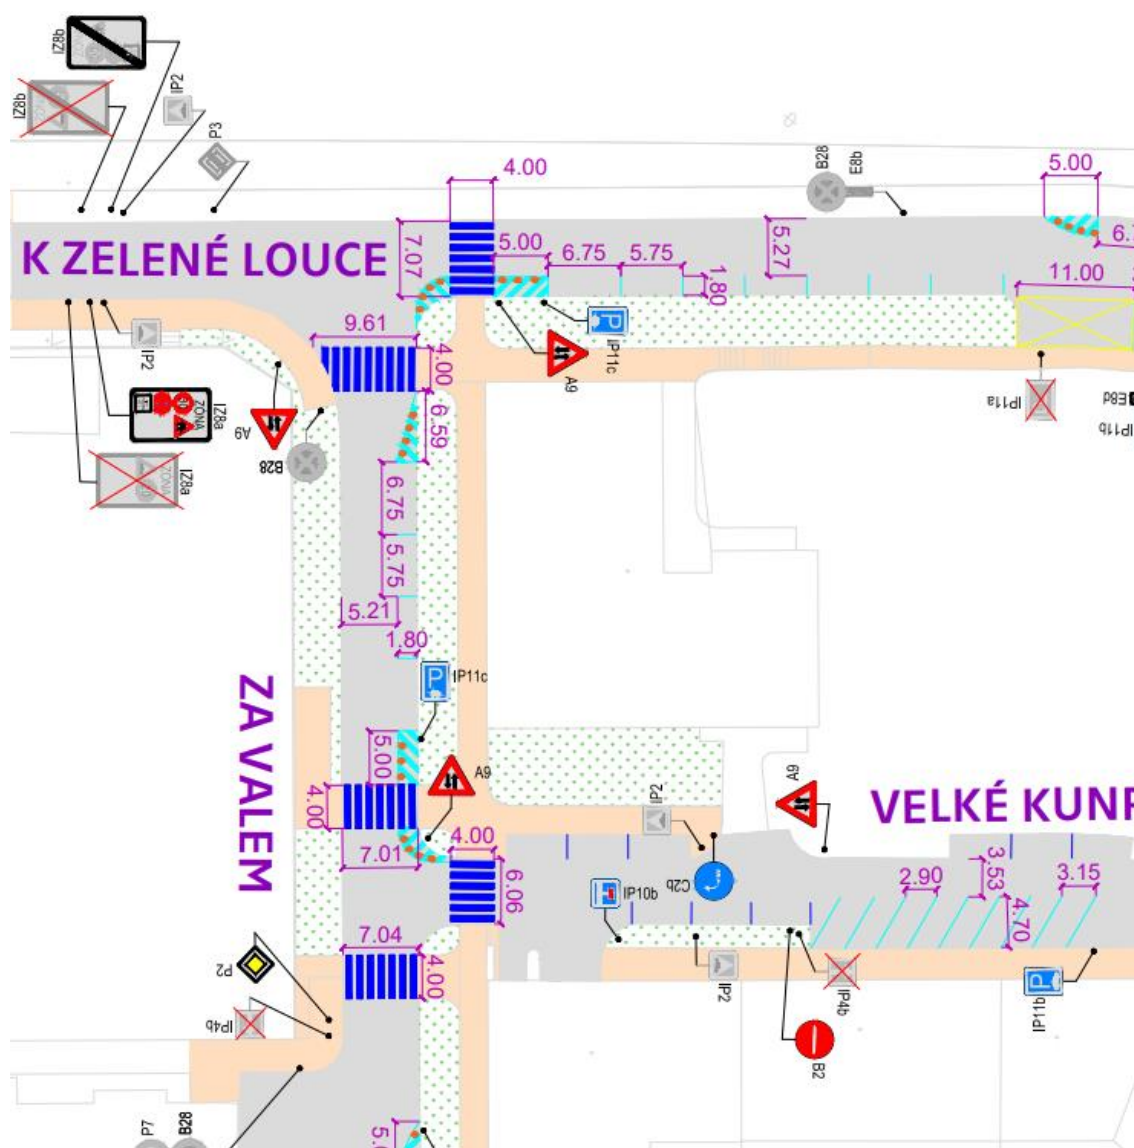 IZ8b
IZ8b
IP2
P3
4.00
B28
E8b
5.00
K ZELENÉ LOUCE
7.07
5.00
6.75
5.75
1.80
5.27
11.00
9.61
4.00
IP2
IP11c
A9
IP11a
E8d
IP11b
ZÓNA
IZ8a
A9
6.59
B28
ZÓNA
IZ8a
6.75
5.75
5.21
1.80
P
IP11c
ZA VALEM
5.00
A9
4.00
7.01
4.00
6.06
IP2
A9
VELKÉ KUN
C2b
IP10b
2.90
3.53
3.15
4.70
P2
7.04
4.00
IP4b
IP2
IP4b
P
IP11b
B2
P7
B28